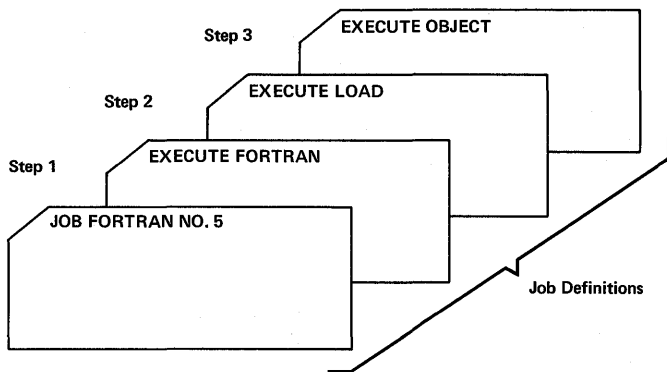 Step 3
EXECUTE OBJECT
Step 2
EXECUTE LOAD
Step 1
EXECUTE FORTRAN
JOB FORTRAN NO. 5
Job Definitions